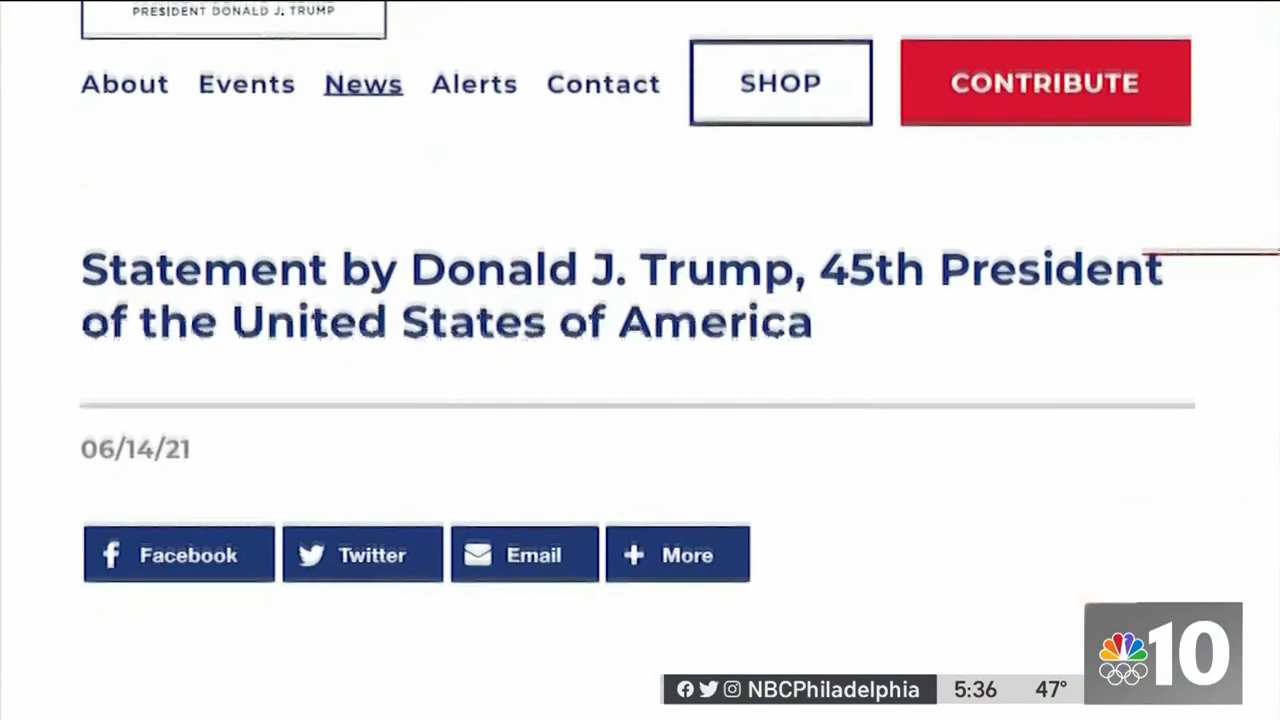 PRESIDENT DONALD J. TRUMP
About Events News Alerts Contact SHOP CONTRIBUTE
Statement by Donald J. Trump, 45th President
of the United States of America
06/14/21
Facebook Twitter Email More
10
NBCPhiladelphia 5:36 47°